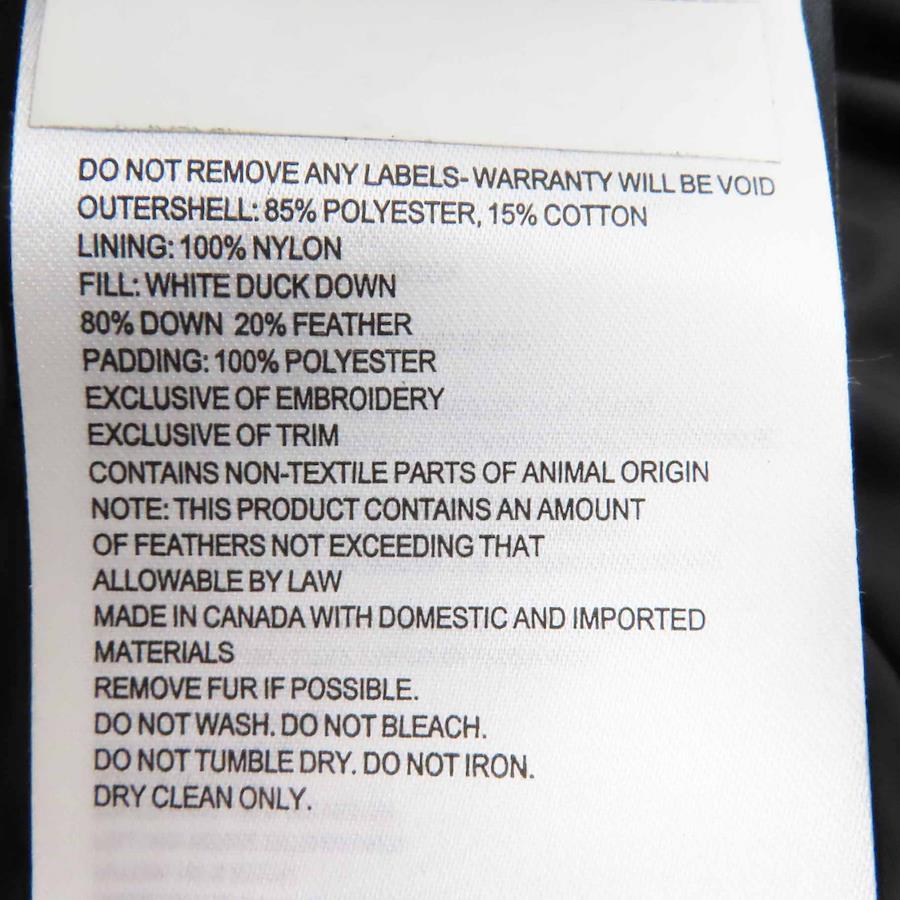 DO NOT REMOVE ANY LABELS- WARRANTY WILL BE VOID
OUTERSHELL: 85% POLYESTER, 15% COTTON
LINING: 100% NYLON
FILL: WHITE DUCK DOWN
80% DOWN 20% FEATHER
PADDING: 100% POLYESTER
EXCLUSIVE OF EMBROIDERY
EXCLUSIVE OF TRIM
CONTAINS NON-TEXTILE PARTS OF ANIMAL ORIGIN
NOTE: THIS PRODUCT CONTAINS AN AMOUNT
OF FEATHERS NOT EXCEEDING THAT
ALLOWABLE BY LAW
MADE IN CANADA WITH DOMESTIC AND IMPORTED
MATERIALS
REMOVE FUR IF POSSIBLE.
DO NOT WASH. DO NOT BLEACH.
DO NOT TUMBLE DRY. DO NOT IRON.
DRY CLEAN ONLY.